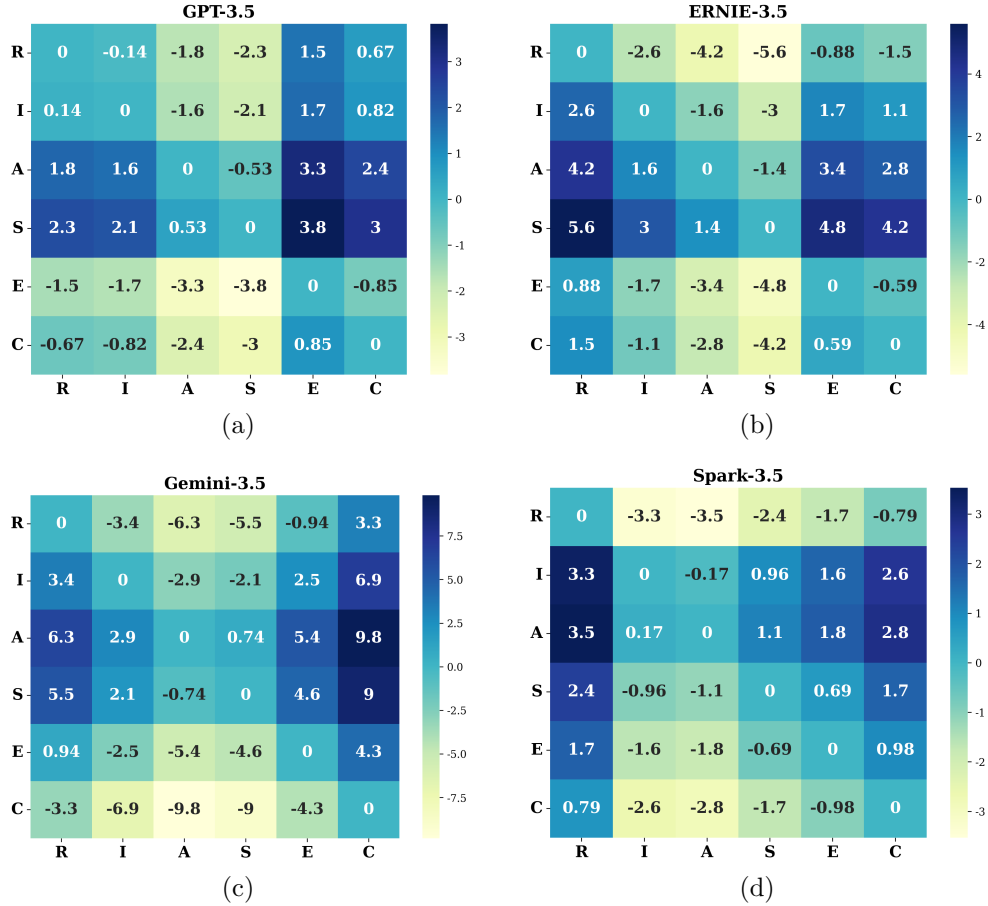 GPT-3.5
R 0 -0.14 -1.8 -2.3 1.5 0.67
I 0.14 0 -1.6 -2.1 1.7 0.82
A 1.8 1.6 0 -0.53 3.3 2.4
S 2.3 2.1 0.53 0 3.8 3
E -1.5 -1.7 -3.3 -3.8 0 -0.85
C -0.67 -0.82 -2.4 -3 0.85 0
R I A S E C
3
2
1
0
-1
-2
-3
(a)
ERNIE-3.5
R 0 -2.6 -4.2 -5.6 -0.88 -1.5
I 2.6 0 -1.6 -3 1.7 1.1
A 4.2 1.6 0 -1.4 3.4 2.8
S 5.6 3 1.4 0 4.8 4.2
E 0.88 -1.7 -3.4 -4.8 0 -0.59
C 1.5 -1.1 -2.8 -4.2 0.59 0
R I A S E C
4
2
0
-2
-4
(b)
Gemini-3.5
R 0 -3.4 -6.3 -5.5 -0.94 3.3
I 3.4 0 -2.9 -2.1 2.5 6.9
A 6.3 2.9 0 0.74 5.4 9.8
S 5.5 2.1 -0.74 0 4.6 9
E 0.94 -2.5 -5.4 -4.6 0 4.3
C -3.3 -6.9 -9.8 -9 -4.3 0
R I A S E C
7.5
5.0
2.5
0.0
-2.5
-5.0
-7.5
(c)
Spark-3.5
R 0 -3.3 -3.5 -2.4 -1.7 -0.79
I 3.3 0 -0.17 0.96 1.6 2.6
A 3.5 0.17 0 1.1 1.8 2.8
S 2.4 -0.96 -1.1 0 0.69 1.7
E 1.7 -1.6 -1.8 -0.69 0 0.98
C 0.79 -2.6 -2.8 -1.7 -0.98 0
R I A S E C
3
2
1
0
-1
-2
-3
(d)